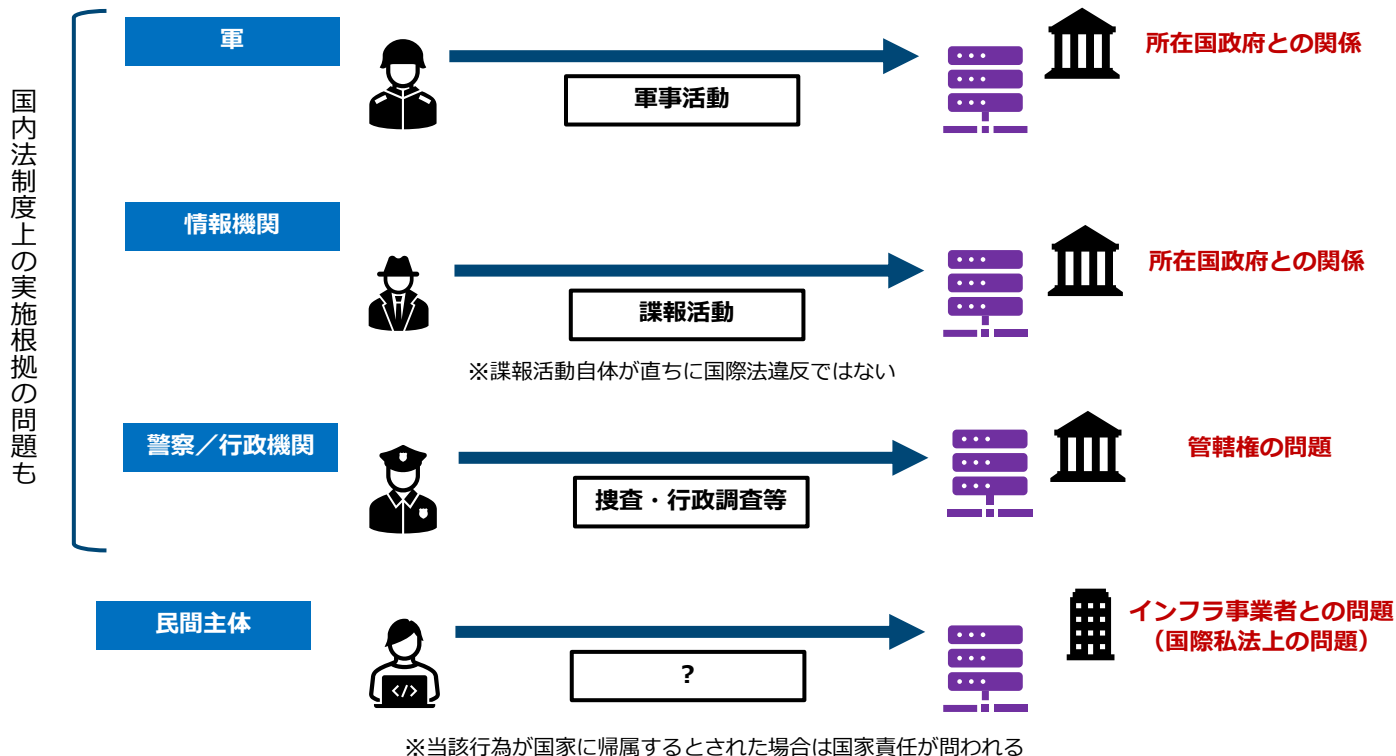 国内法制度上の実施根拠の問題も
軍
軍事活動
所在国政府との関係
情報機関
諜報活動
所在国政府との関係
※諜報活動自体が直ちに国際法違反ではない
警察／行政機関
捜査・行政調査等
管轄権の問題
民間主体
</>
?
インフラ事業者との問題
（国際私法上の問題）
※当該行為が国家に帰属するとされた場合は国家責任が問われる